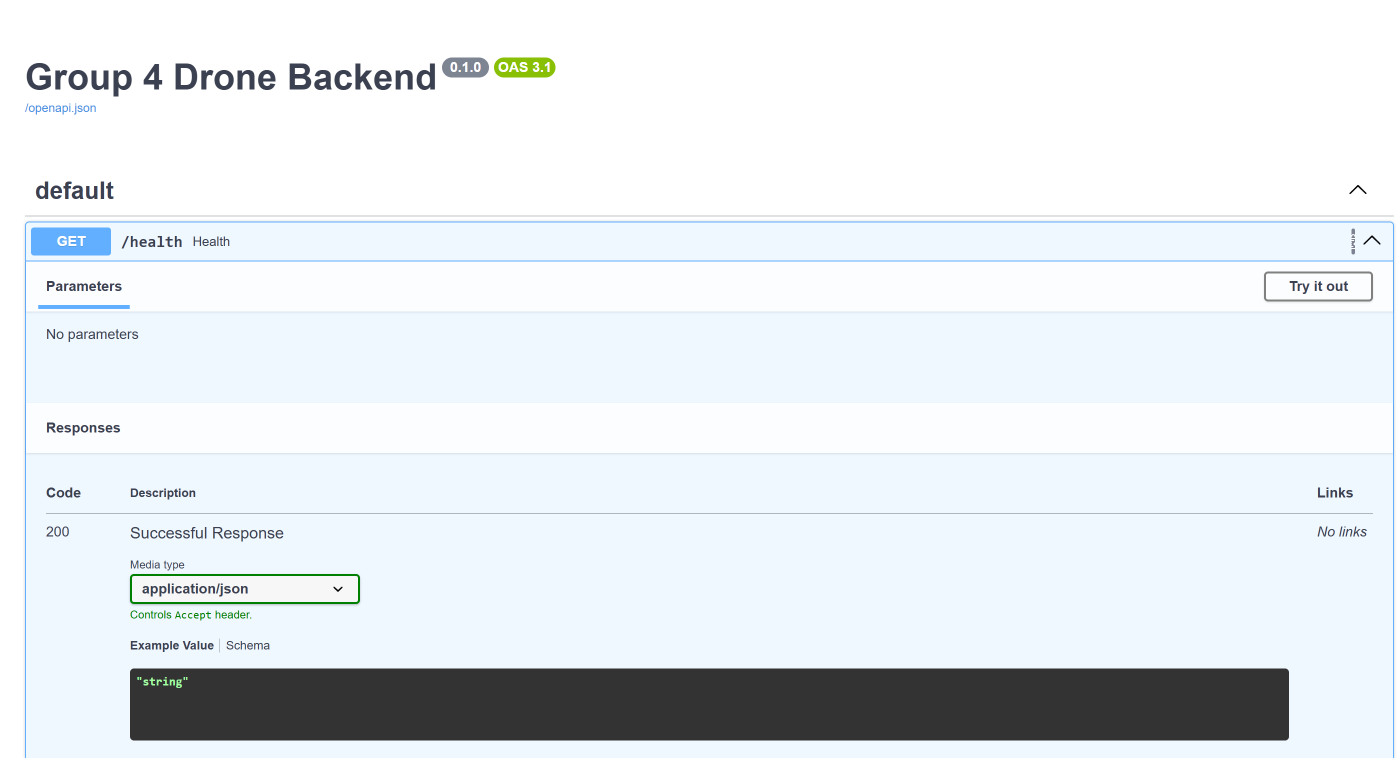 Group 4 Drone Backend 0.1.0 OAS 3.1
/openapi.json
default
GET /health Health
Parameters Try it out
No parameters
Responses
Code Description Links
200 Successful Response No links
Media type
application/json
Controls Accept header.
Example Value Schema
"string"